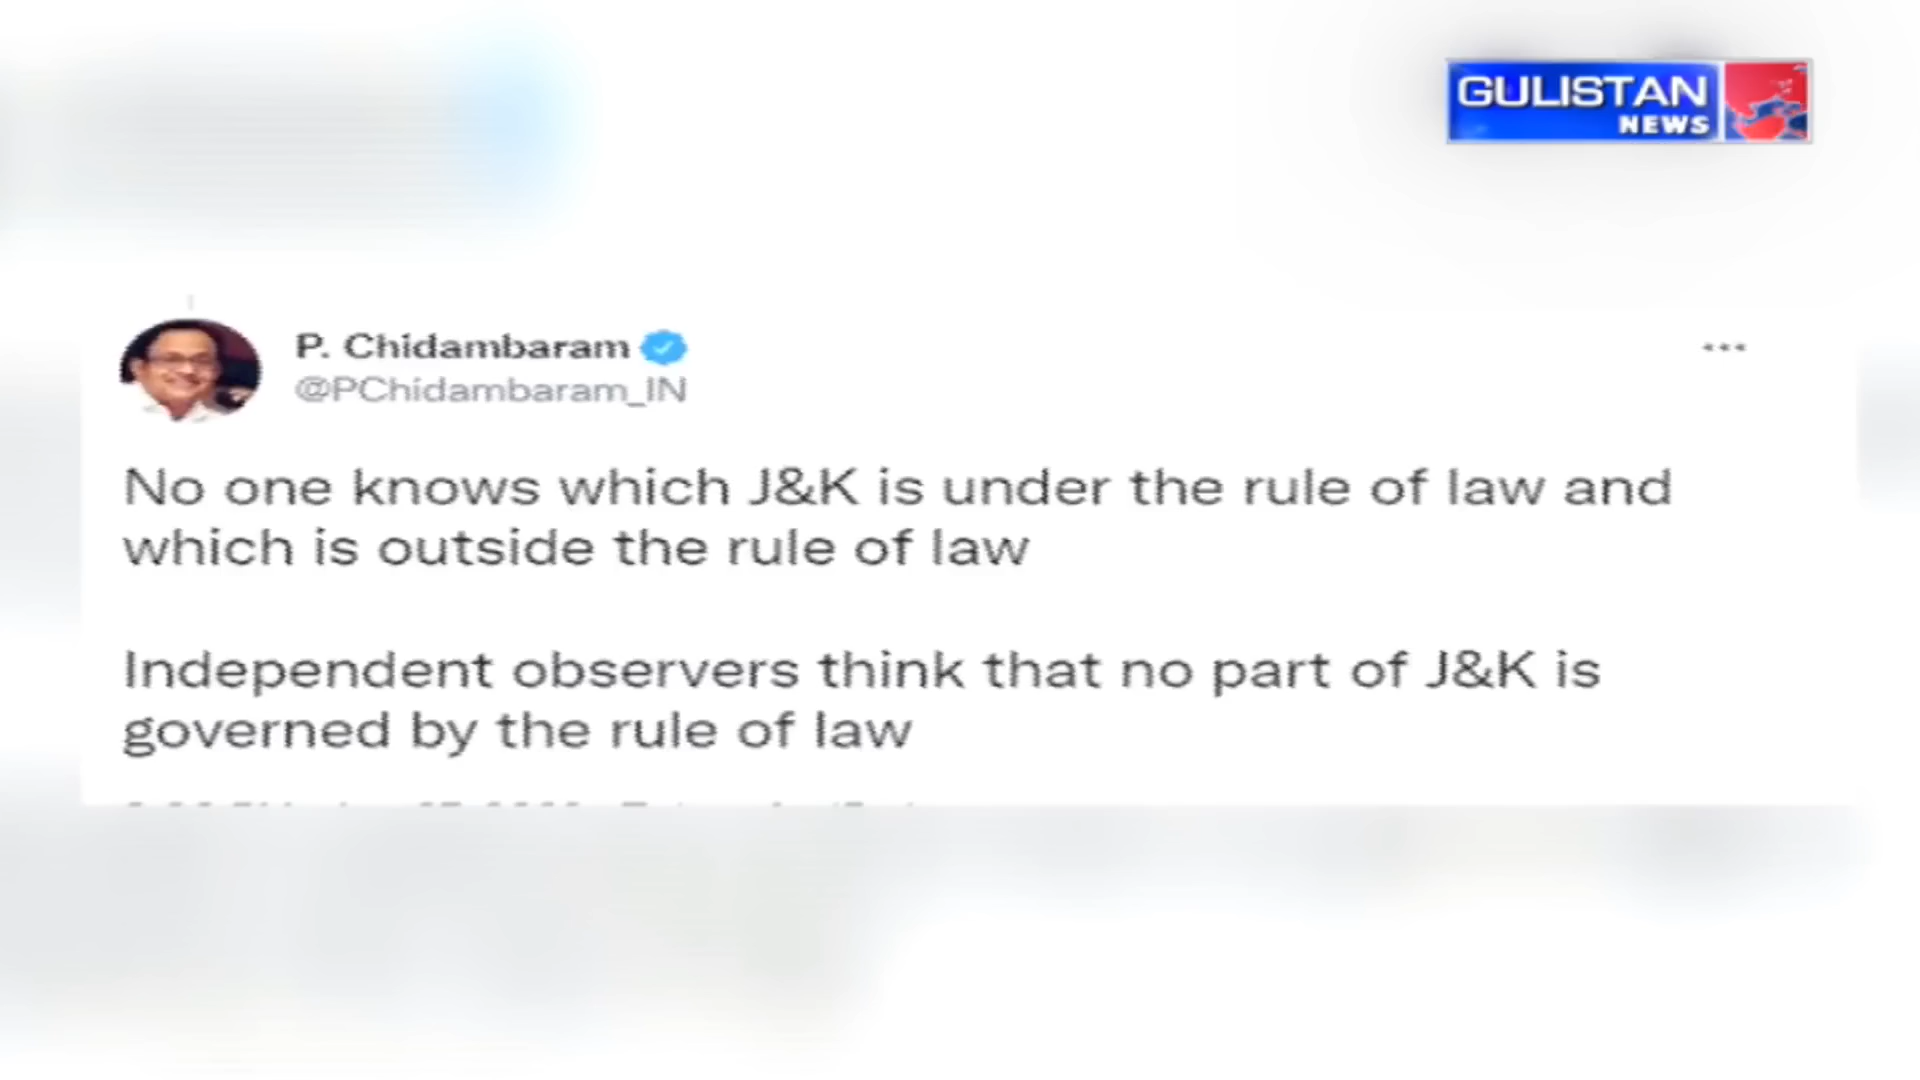 GULISTAN
NEWS
P. Chidambaram
@PChidambaram_IN
No one knows which J&K is under the rule of law and
which is outside the rule of law
Independent observers think that no part of J&K is
governed by the rule of law